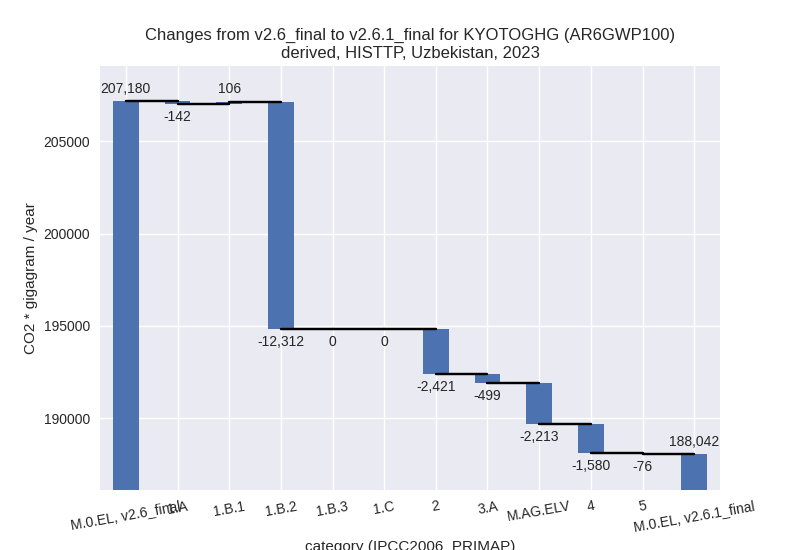 Changes from v2.6_final to v2.6.1_final for KYOTOGHG (AR6GWP100)
derived, HISTTP, Uzbekistan, 2023
207,180
-142
106
-12,312
0
0
-2,421
-499
-2,213
-1,580
-76
188,042
205000
200000
195000
190000
CO2 * gigagram / year
M.0.EL, v2.6_final
1.A
1.B.1
1.B.2
1.B.3
1.C
2
3.A
M.AG.ELV
4
5
M.0.EL, v2.6.1_final
category (IPCC2006_PRIMAP)